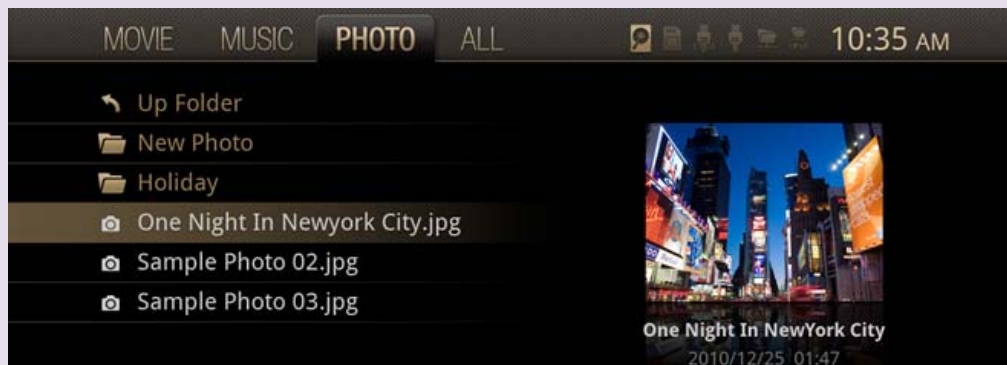 MOVIE MUSIC PHOTO ALL 10:35 AM
Up Folder
New Photo
Holiday
One Night In Newyork City.jpg
Sample Photo 02.jpg
Sample Photo 03.jpg
One Night In NewYork City
2010/12/25 01:47